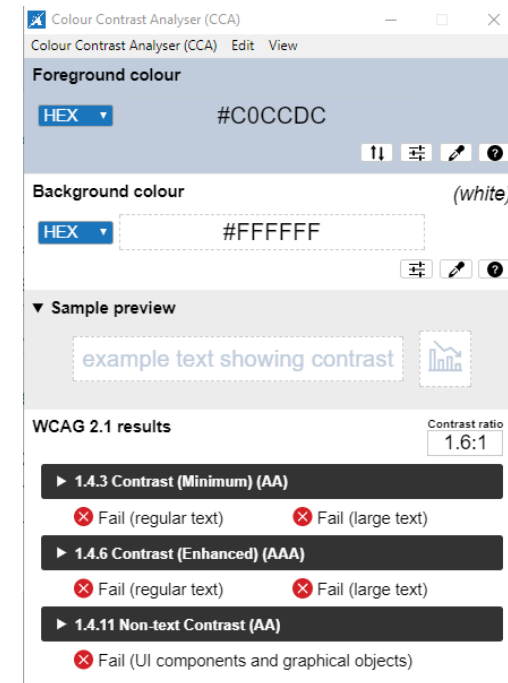 Colour Contrast Analyser (CCA)
Colour Contrast Analyser (CCA) Edit View
Foreground colour
HEX #C0CCDC
Background colour (white)
HEX #FFFFFF
Sample preview
example text showing contrast
WCAG 2.1 results Contrast ratio
1.6:1
1.4.3 Contrast (Minimum) (AA)
Fail (regular text) Fail (large text)
1.4.6 Contrast (Enhanced) (AAA)
Fail (regular text) Fail (large text)
1.4.11 Non-text Contrast (AA)
Fail (UI components and graphical objects)